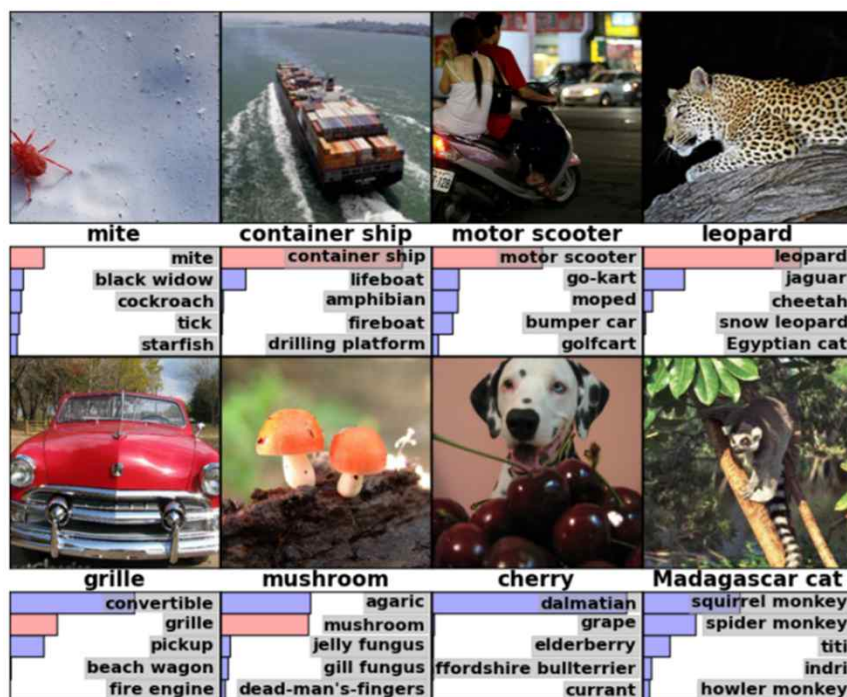 mite
container ship
motor scooter
leopard
mite
black widow
cockroach
tick
starfish
container ship
lifeboat
amphibian
fireboat
drilling platform
motor scooter
go-kart
moped
bumper car
golfcart
leopard
jaguar
cheetah
snow leopard
Egyptian cat
grille
mushroom
cherry
Madagascar cat
convertible
grille
pickup
beach wagon
fire engine
agaric
mushroom
jelly fungus
gill fungus
dead-man's-fingers
dalmatian
grape
elderberry
ffordshire bullterrier
currant
squirrel monkey
spider monkey
titi
indri
howler monkey